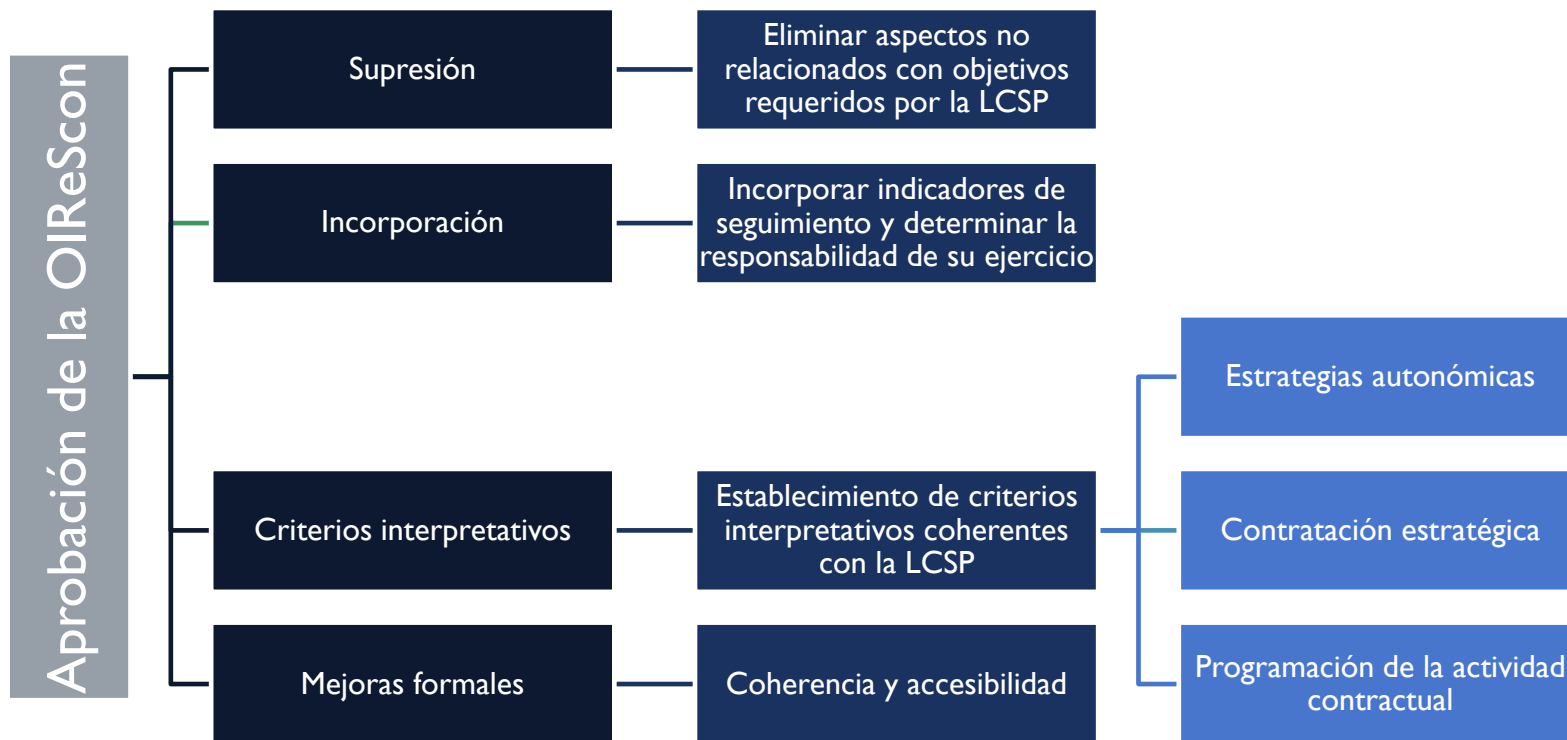 Aprobación de la OIReScon
Supresión
Eliminar aspectos no
relacionados con objetivos
requeridos por la LCSP
Incorporación
Incorporar indicadores de
seguimiento y determinar la
responsabilidad de su ejercicio
Criterios interpretativos
Establecimiento de criterios
interpretativos coherentes
con la LCSP
Estrategias autonómicas
Contratación estratégica
Programación de la actividad
contractual
Mejoras formales
Coherencia y accesibilidad